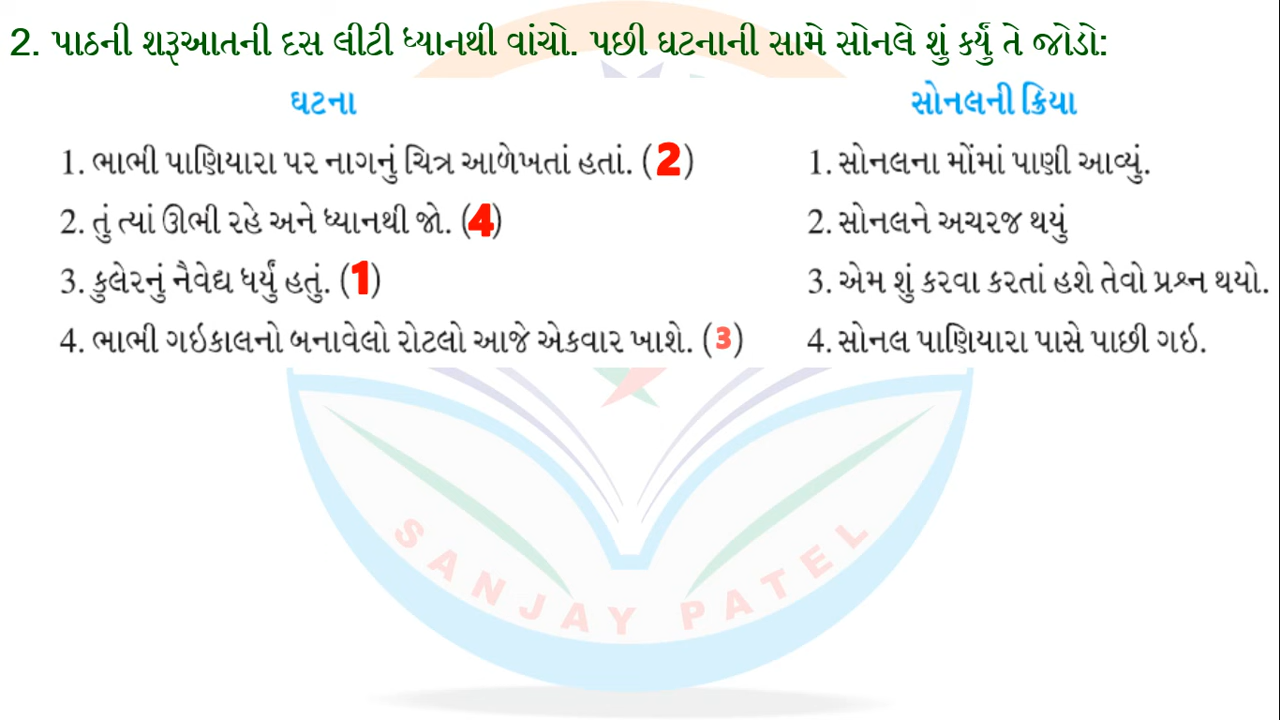 2. પાઠની શરૂઆતની દસ લીટી ધ્યાનથી વાંચો. પછી ઘટનાની સામે સોનલે શું કર્યું તે જોડો:
ઘટના સોનલની ક્રિયા
1. ભાભી પાણિયારા પર નાગનું ચિત્ર આળેખતાં હતાં. (2) 1. સોનલના મોંમાં પાણી આવ્યું.
2. તું ત્યાં ઊભી રહે અને ધ્યાનથી જો. (4) 2. સોનલને અચરજ થયું
3. કુલેરનું નૈવેદ્ય ધર્યું હતું. (1) 3. એમ શું કરવા કરતાં હશે તેવો પ્રશ્ન થયો.
4. ભાભી ગઇકાલનો બનાવેલો રોટલો આજે એકવાર ખાશે. (3) 4. સોનલ પાણિયારા પાસે પાછી ગઇ.
SANJAY PATEL